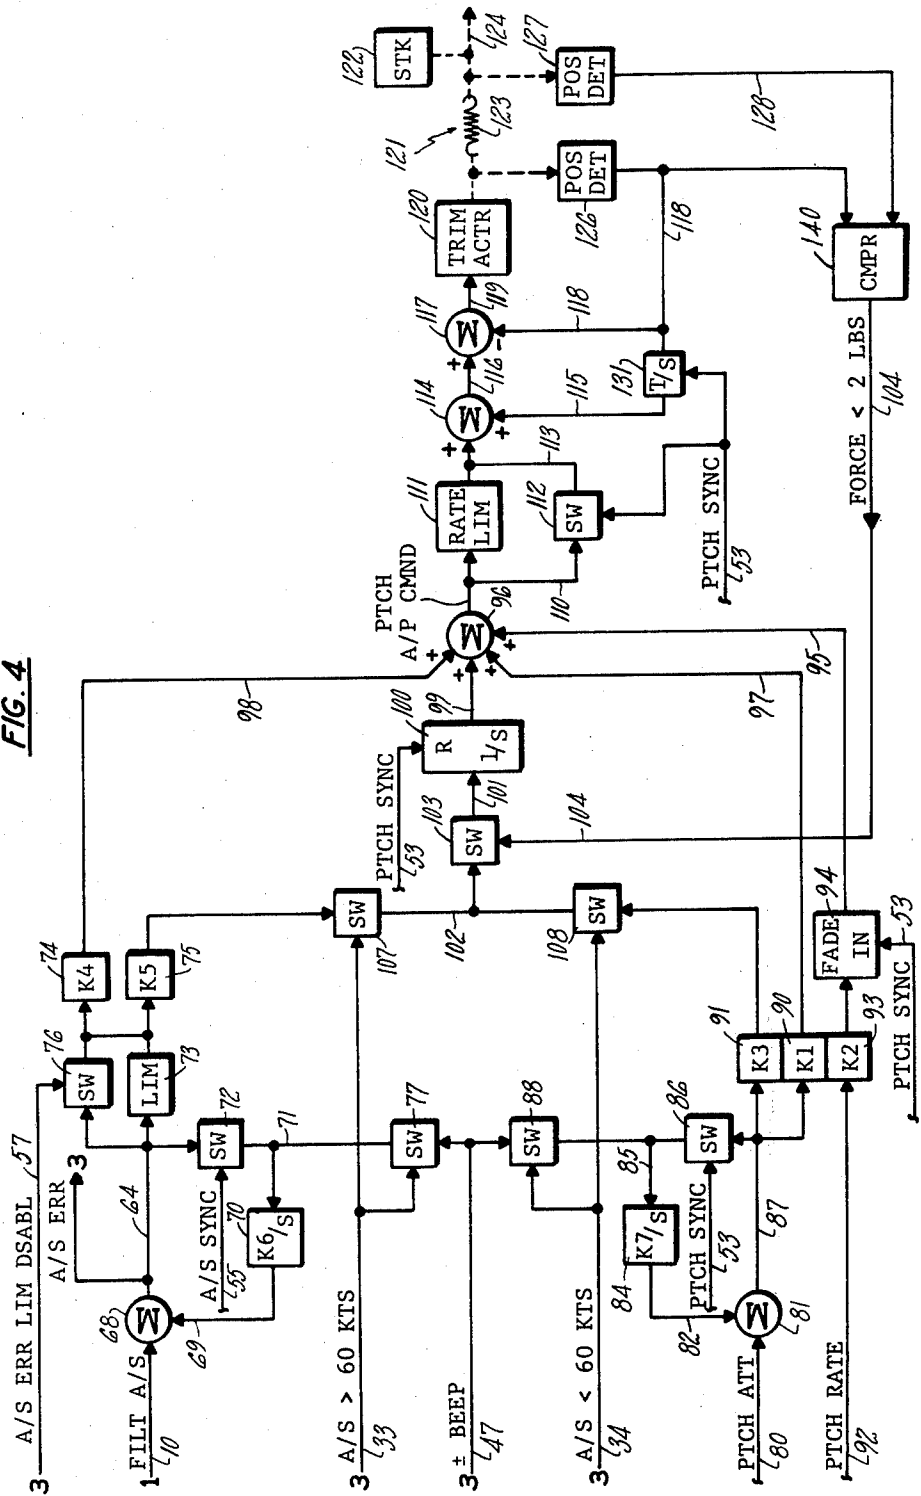 FIG. 4
3
A/S ERR LIM DSABL
57
A/S ERR
3
1
FILT A/S
10
68
M
64
69
A/S SYNC
55
70
K6/S
71
SW
72
LIM
73
SW
76
K4
74
K5
75
98
3
A/S > 60 KTS
33
SW
77
SW
107
102
3
± BEEP
47
SW
88
3
A/S < 60 KTS
34
SW
108
SW
103
101
PTCH SYNC
53
R
1/S
100
99
82
84
K7/S
85
PTCH SYNC
53
SW
86
PTCH ATT
80
M
81
87
PTCH RATE
92
K3
91
K1
90
K2
93
FADE
IN
94
PTCH SYNC
53
97
95
104
+
+
+
+
M
96
PTCH
A/P CMND
110
RATE
LIM
111
SW
112
113
PTCH SYNC
53
+
+
M
114
115
116
+
-
M
117
118
119
T/S
131
118
TRIM
ACTR
120
121
123
STK
122
124
POS
DET
126
POS
DET
127
128
CMPR
140
FORCE < 2 LBS
104